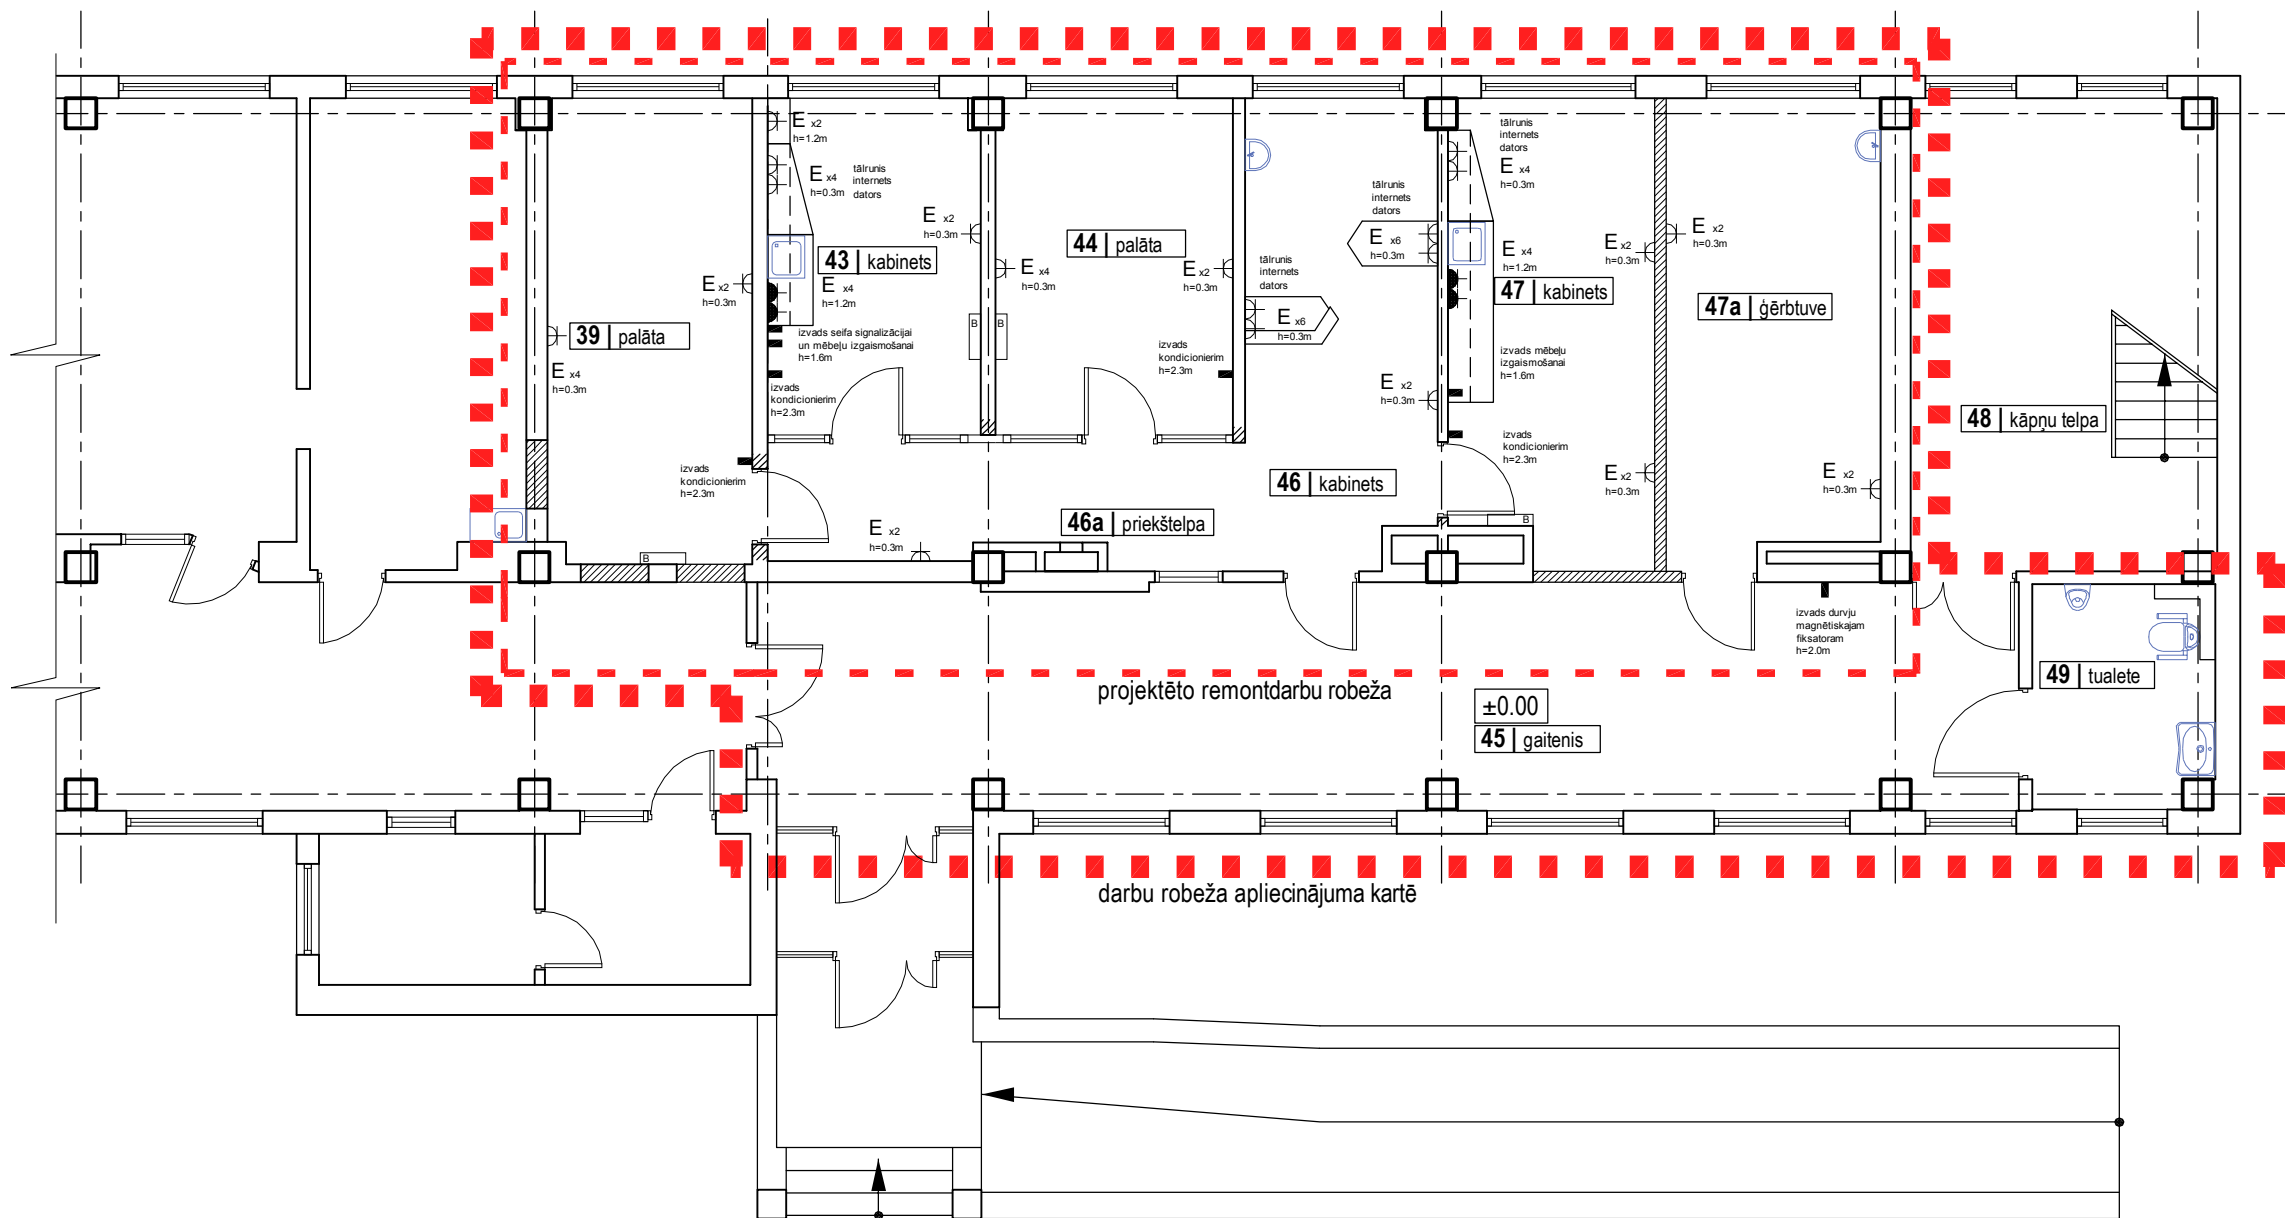 E x2
h=1.2m
E x4
h=0.3m
tālrunis
internets
dators
43 | kabinets
E x4
h=1.2m
izvads seifa signalizācijai
un mēbeļu izgaismošanai
h=1.6m
izvads
kondicionierim
h=2.3m
E x2
h=0.3m
B
B
E x2
h=0.3m
39 | palāta
E x4
h=0.3m
izvads
kondicionierim
h=2.3m
B
44 | palāta
E x4
h=0.3m
E x2
h=0.3m
izvads
kondicionierim
h=2.3m
tālrunis
internets
dators
E x6
h=0.3m
tālrunis
internets
dators
E x6
h=0.3m
E x2
h=0.3m
46 | kabinets
46a | priekštelpa
E x2
h=0.3m
tālrunis
internets
dators
E x4
h=0.3m
E x4
h=1.2m
47 | kabinets
izvads mēbeļu
izgaismošanai
h=1.6m
izvads
kondicionierim
h=2.3m
B
E x2
h=0.3m
E x2
h=0.3m
E x2
h=0.3m
47a | ģērbtuve
E x2
h=0.3m
48 | kāpņu telpa
izvads durvju
magnētiskajam
fiksatoram
h=2.0m
49 | tualete
projektēto remontdarbu robeža
±0.00
45 | gaitenis
darbu robeža apliecinājuma kartē